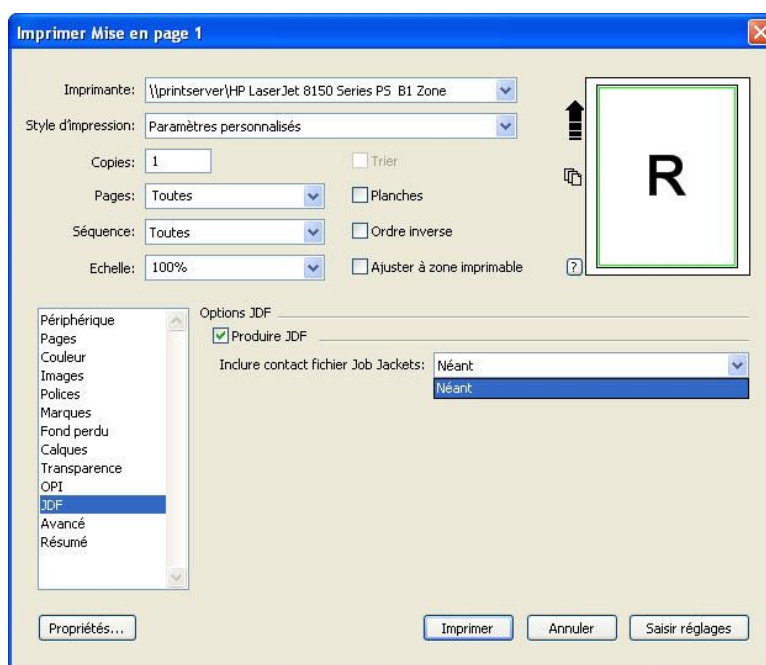 Imprimer Mise en page 1
Imprimante: \\printserver\HP LaserJet 8150 Series PS B1 Zone
Style d'impression: Paramètres personnalisés
Copies: 1 Trier
Pages: Toutes Planches
Séquence: Toutes Ordre inverse
Echelle: 100% Ajuster à zone imprimable ?
R
Périphérique
Pages
Couleur
Images
Polices
Marques
Fond perdu
Calques
Transparence
OPI
JDF
Avancé
Résumé
Options JDF
Produire JDF
Inclure contact fichier Job Jackets: Néant
Néant
Propriétés... Imprimer Annuler Saisir réglages